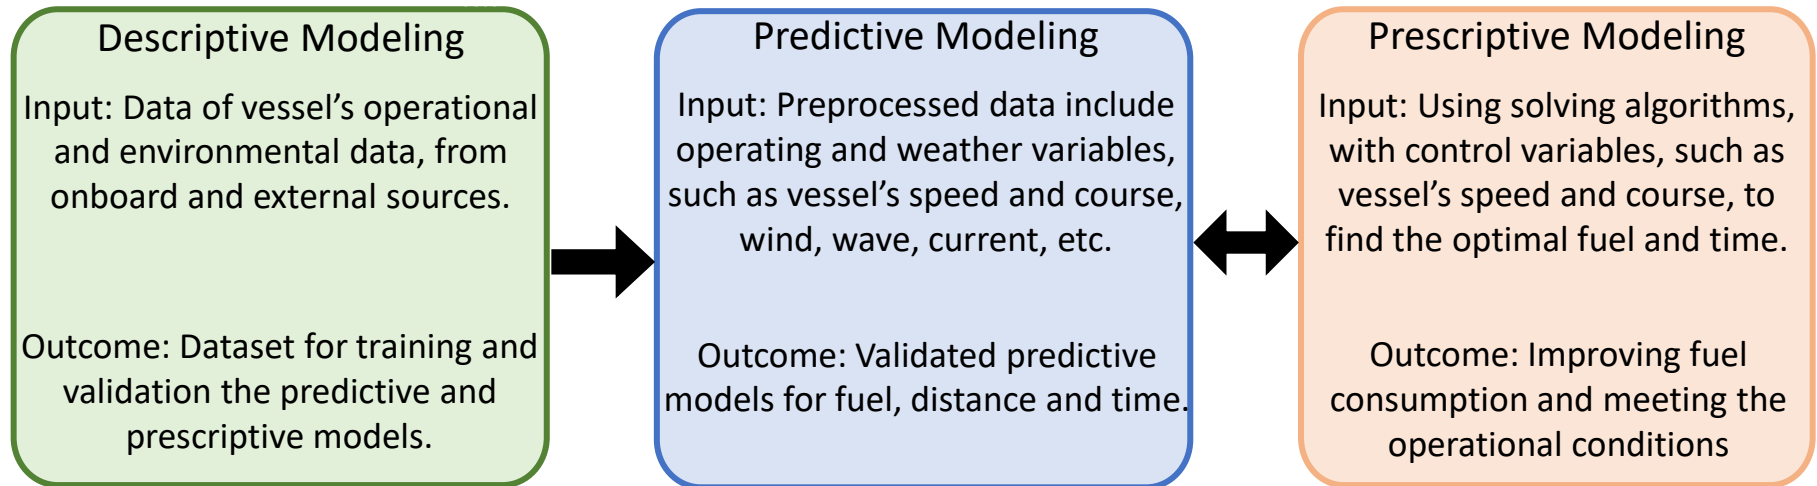 Descriptive Modeling
Input: Data of vessel’s operational
and environmental data, from
onboard and external sources.
Outcome: Dataset for training and
validation the predictive and
prescriptive models.
Predictive Modeling
Input: Preprocessed data include
operating and weather variables,
such as vessel’s speed and course,
wind, wave, current, etc.
Outcome: Validated predictive
models for fuel, distance and time.
Prescriptive Modeling
Input: Using solving algorithms,
with control variables, such as
vessel’s speed and course, to
find the optimal fuel and time.
Outcome: Improving fuel
consumption and meeting the
operational conditions